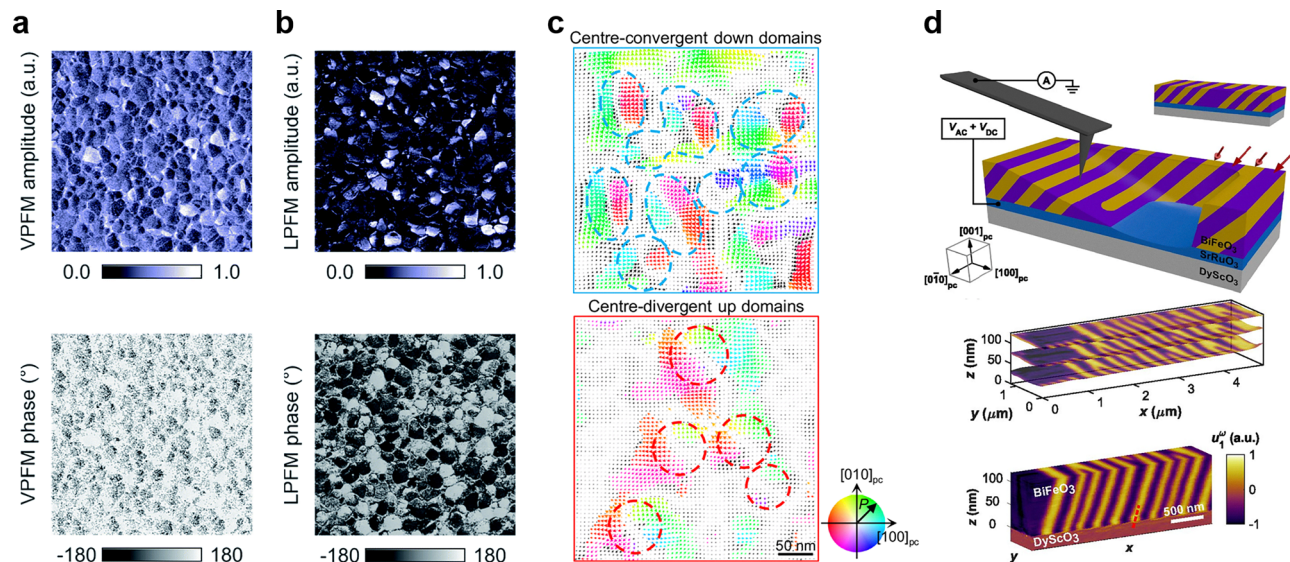 a
VPFM amplitude (a.u.)
0.0 1.0
VPFM phase (°)
-180 180
b
LPFM amplitude (a.u.)
0.0 1.0
LPFM phase (°)
-180 180
c
Centre-convergent down domains
Centre-divergent up domains
50 nm
[010]pc
P
[100]pc
d
A
VAC + VDC
BiFeO3
SrRuO3
DyScO3
[001]pc
[01̄0]pc
[100]pc
z (nm)
100
50
0
1
0
y (μm)
0
1
2
3
4
x (μm)
z (nm)
100
50
0
BiFeO3
DyScO3
500 nm
y
x
u1ω (a.u.)
1
0
-1